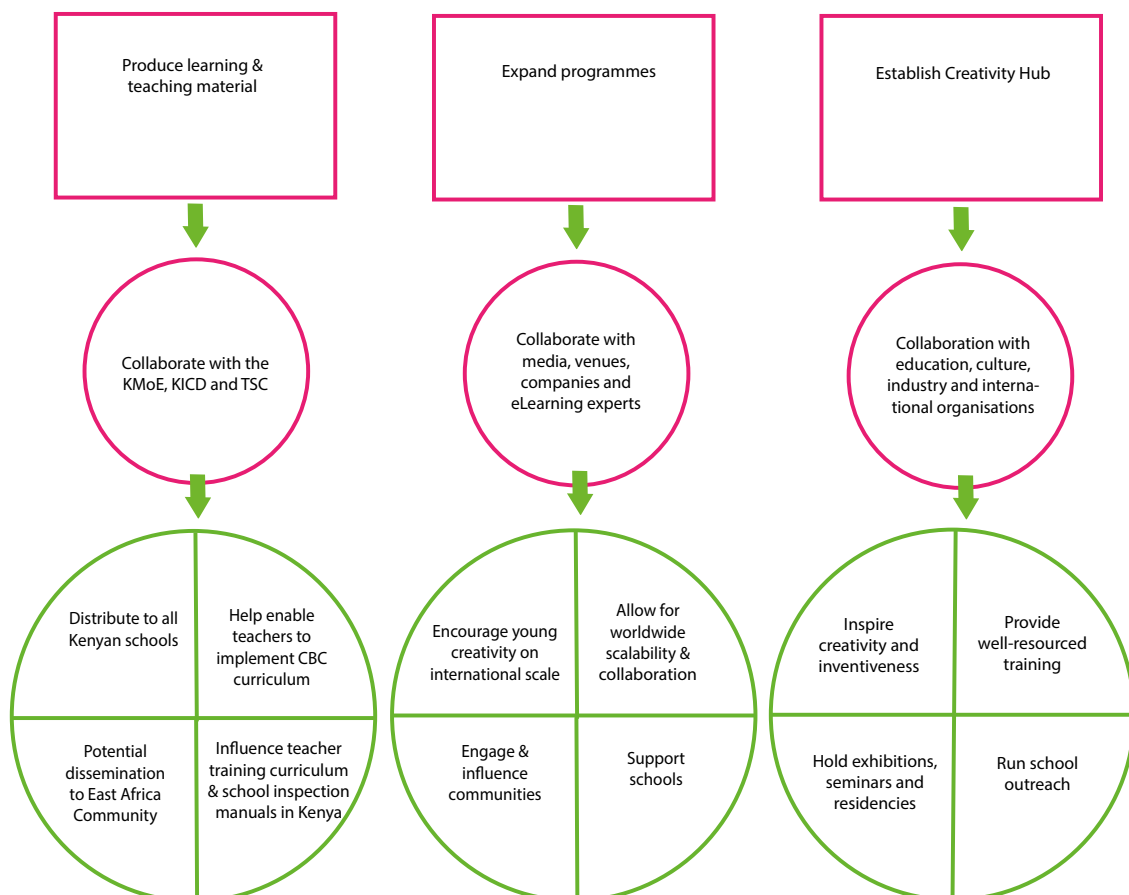 Produce learning &
teaching material
Expand programmes
Establish Creativity Hub
Collaborate with the
KMoE, KICD and TSC
Collaborate with
media, venues,
companies and
eLearning experts
Collaboration with
education, culture,
industry and interna-
tional organisations
Distribute to all
Kenyan schools
Help enable
teachers to
implement CBC
curriculum
Potential
dissemination
to East Africa
Community
Influence teacher
training curriculum
& school inspection
manuals in Kenya
Encourage young
creativity on
international scale
Allow for
worldwide
scalability &
collaboration
Engage &
influence
communities
Support
schools
Inspire
creativity and
inventiveness
Provide
well-resourced
training
Hold exhibitions,
seminars and
residencies
Run school
outreach